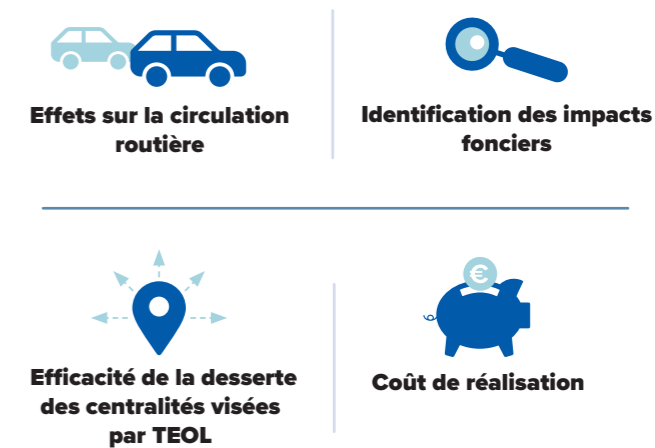 Effets sur la circulation
routière
Identification des impacts
fonciers
€
Efficacité de la desserte
des centralités visées
par TEOL
Coût de réalisation